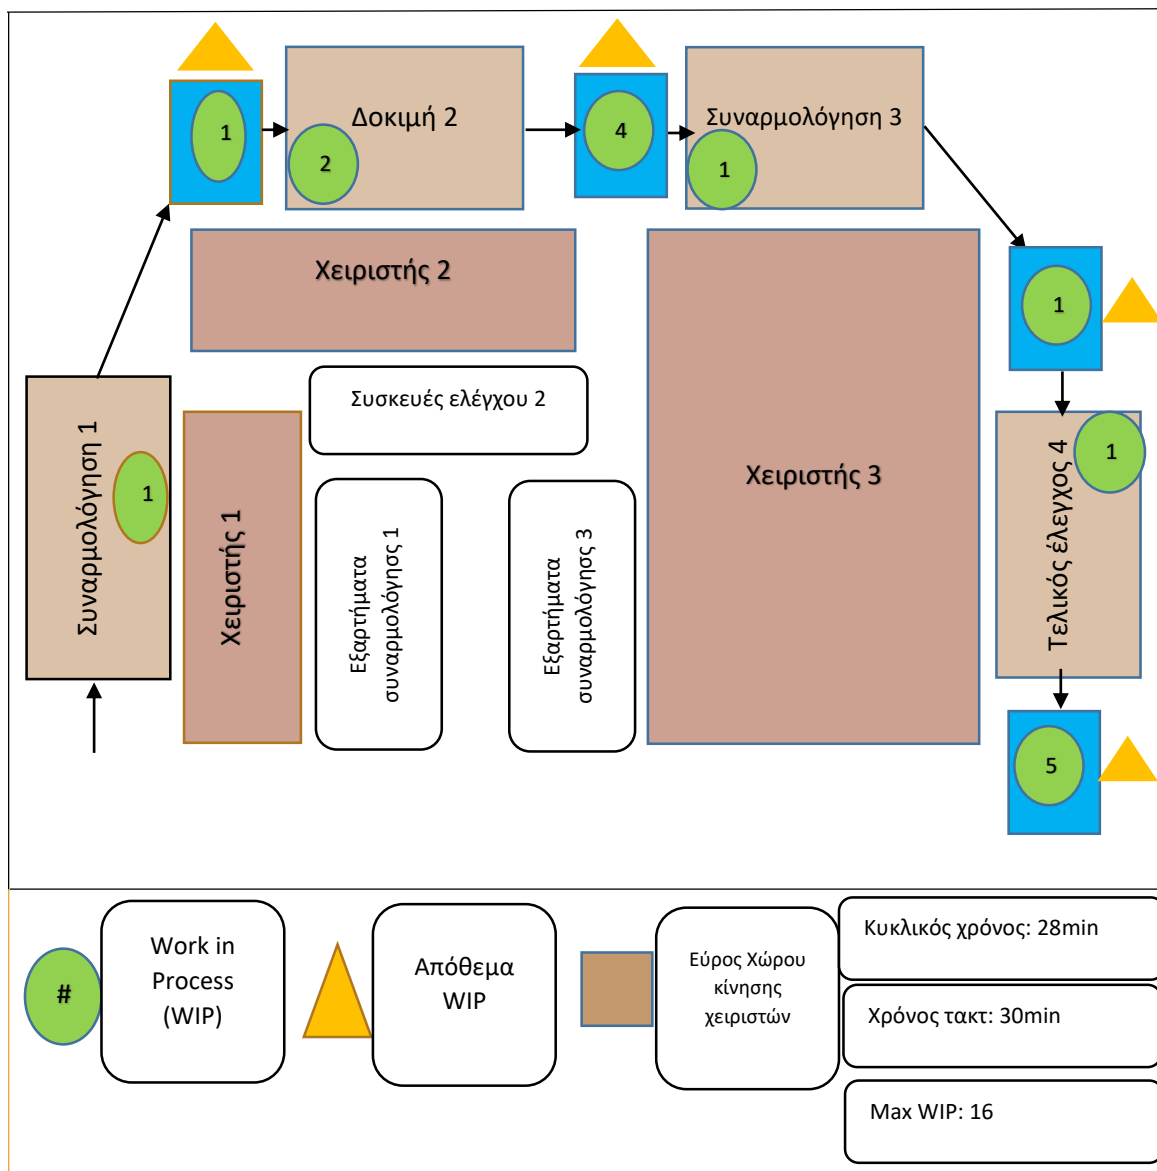 1
Δοκιμή 2
2
4
Συναρμολόγηση 3
1
Χειριστής 2
1
Συσκευές ελέγχου 2
Συναρμολόγηση 1
1
Χειριστής 1
Εξαρτήματα
συναρμολόγησς 1
Εξαρτήματα
συναρμολόγησς 3
Χειριστής 3
Τελικός έλεγχος 4
1
5
#
Work in
Process
(WIP)
Απόθεμα
WIP
Εύρος Χώρου
κίνησης
χειριστών
Κυκλικός χρόνος: 28min
Χρόνος τακτ: 30min
Max WIP: 16